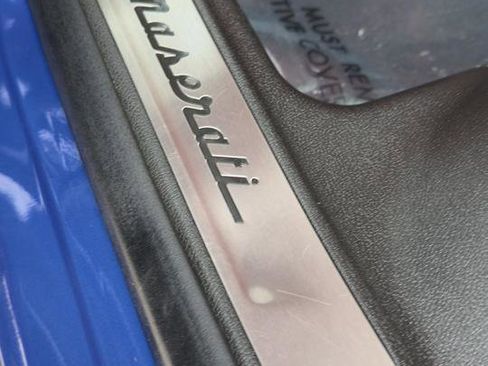 maserati
MUST REM
TIVE COVE